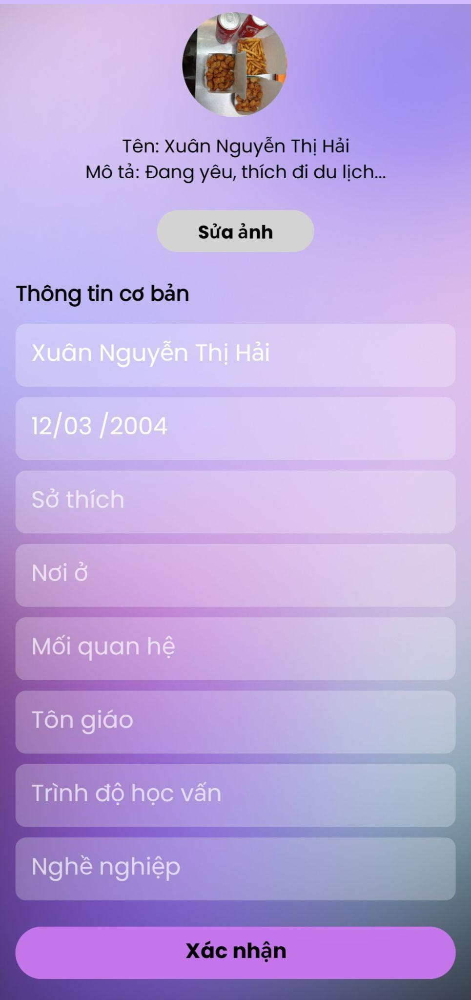 Tên: Xuân Nguyễn Thị Hải
Mô tả: Đang yêu, thích đi du lịch...
Sửa ảnh
Thông tin cơ bản
Xuân Nguyễn Thị Hải
12/03 /2004
Sở thích
Nơi ở
Mối quan hệ
Tôn giáo
Trình độ học vấn
Nghề nghiệp
Xác nhận